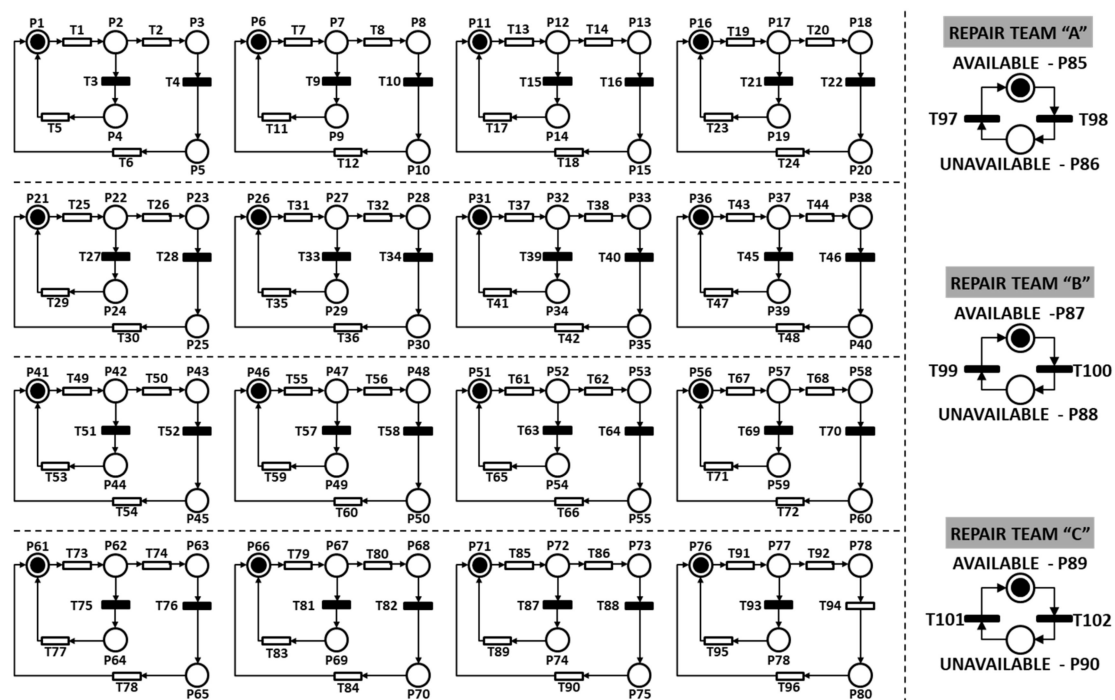 P1 T1 P2 T2 P3
T3 T4
T5 P4
T6 P5
P6 T7 P7 T8 P8
T9 T10
T11 P9
T12 P10
P11 T13 P12 T14 P13
T15 T16
T17 P14
T18 P15
P16 T19 P17 T20 P18
T21 T22
T23 P19
T24 P20
P21 T25 P22 T26 P23
T27 T28
T29 P24
T30 P25
P26 T31 P27 T32 P28
T33 T34
T35 P29
T36 P30
P31 T37 P32 T38 P33
T39 T40
T41 P34
T42 P35
P36 T43 P37 T44 P38
T45 T46
T47 P39
T48 P40
P41 T49 P42 T50 P43
T51 T52
T53 P44
T54 P45
P46 T55 P47 T56 P48
T57 T58
T59 P49
T60 P50
P51 T61 P52 T62 P53
T63 T64
T65 P54
T66 P55
P56 T67 P57 T68 P58
T69 T70
T71 P59
T72 P60
P61 T73 P62 T74 P63
T75 T76
T77 P64
T78 P65
P66 T79 P67 T80 P68
T81 T82
T83 P69
T84 P70
P71 T85 P72 T86 P73
T87 T88
T89 P74
T90 P75
P76 T91 P77 T92 P78
T93 T94
T95 P78
T96 P80
REPAIR TEAM “A”
AVAILABLE - P85
T97 T98
UNAVAILABLE - P86
REPAIR TEAM “B”
AVAILABLE -P87
T99 T100
UNAVAILABLE - P88
REPAIR TEAM “C”
AVAILABLE - P89
T101 T102
UNAVAILABLE - P90